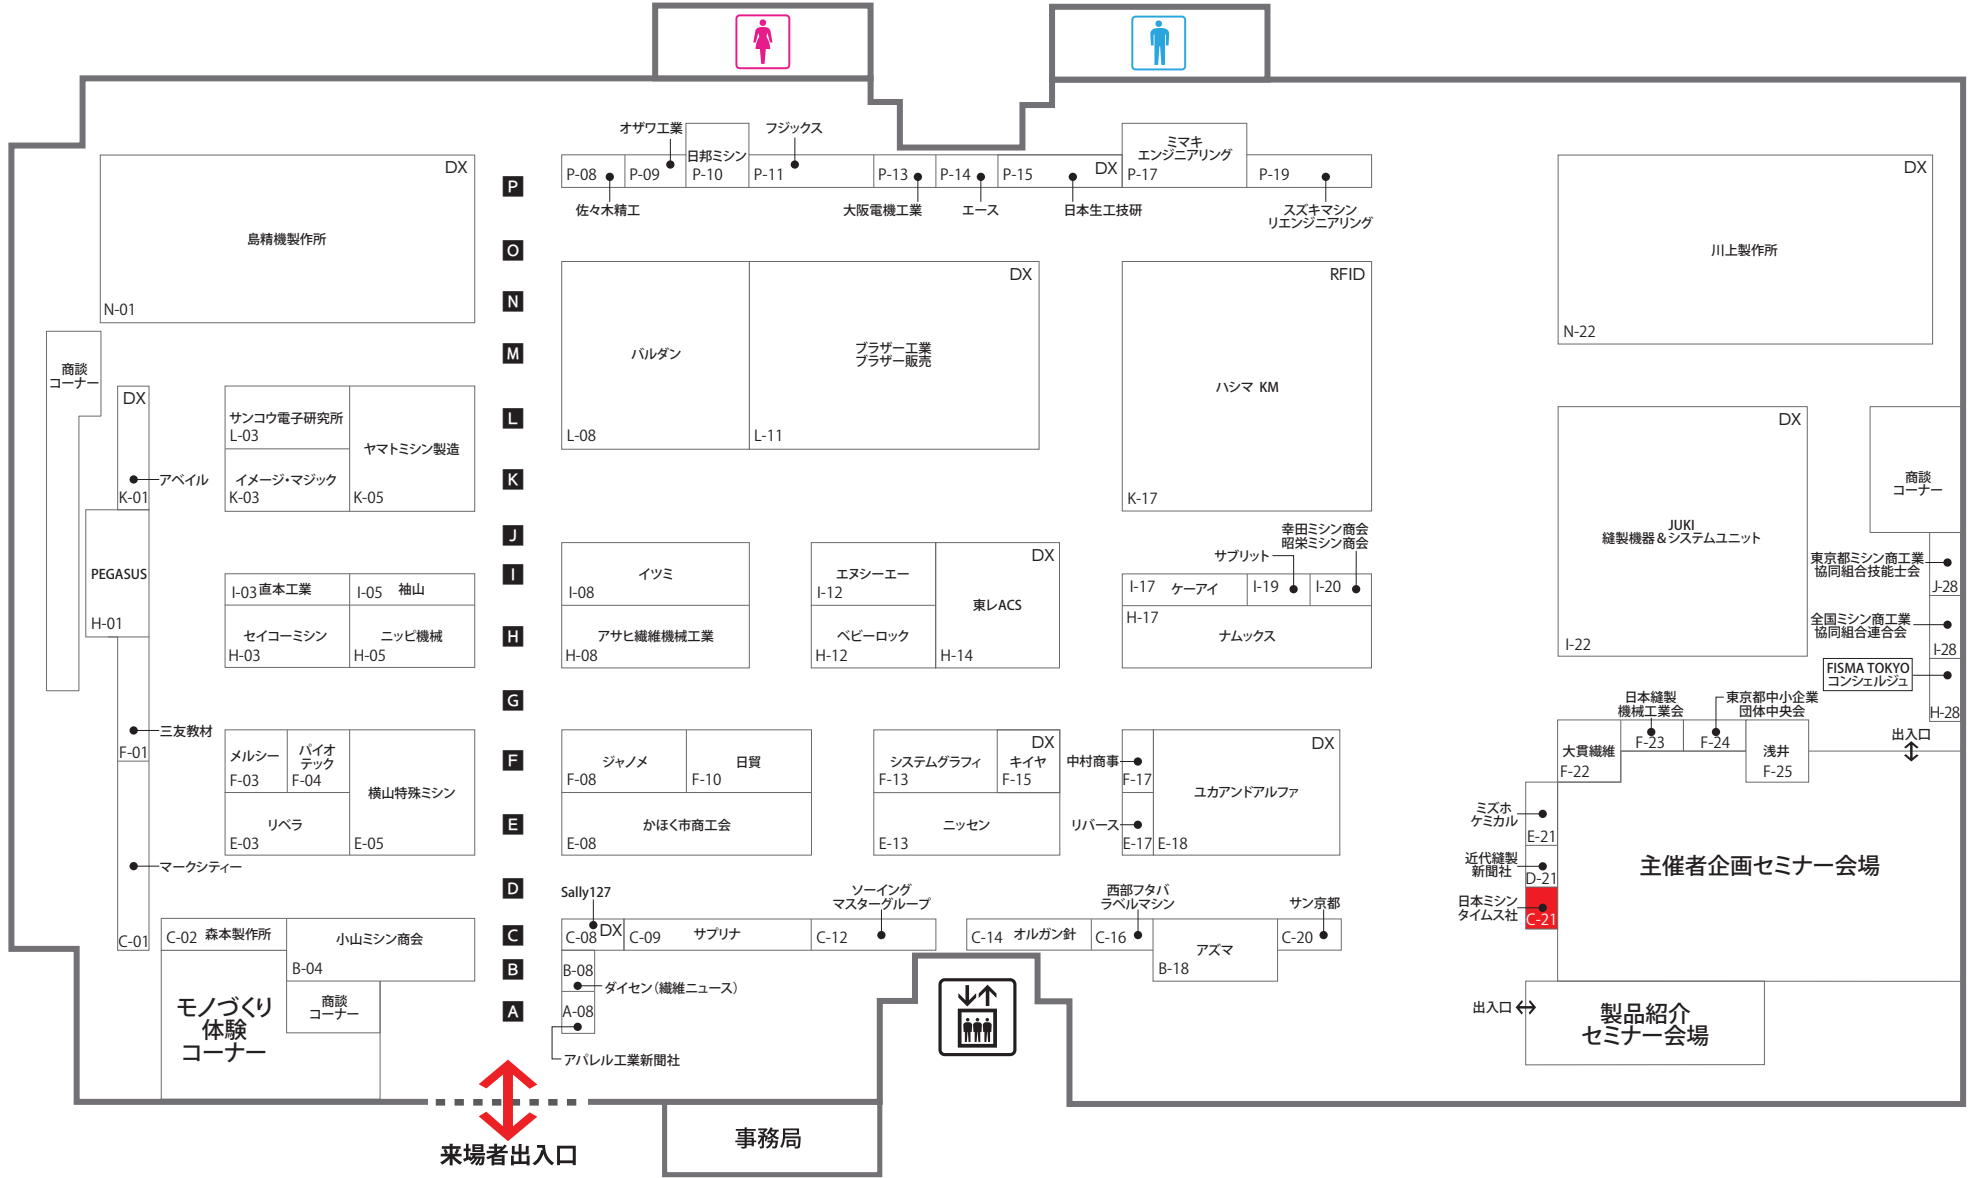 オザワ工業
フジックス
日邦ミシン
ミマキ
エンジニアリング
P-08
P-09
P-10
P-11
P-13
P-14
P-15
DX
P-17
P-19
佐々木精工
大阪電機工業
エース
日本生工技研
スズキマシン
リエンジニアリング
P
O
N
M
L
K
J
I
H
G
F
E
D
C
B
A
DX
島精機製作所
N-01
DX
川上製作所
N-22
バルダン
L-08
DX
ブラザー工業
ブラザー販売
L-11
RFID
ハシマ KM
K-17
商談
コーナー
DX
アベイル
K-01
サンコウ電子研究所
L-03
イメージ・マジック
K-03
ヤマトミシン製造
K-05
DX
JUKI
縫製機器＆システムユニット
I-22
商談
コーナー
PEGASUS
H-01
I-03
直本工業
I-05
袖山
セイコーミシン
H-03
ニッピ機械
H-05
イツミ
I-08
アサヒ繊維機械工業
H-08
エヌシーエー
I-12
ベビーロック
H-12
DX
東レACS
H-14
幸田ミシン商会
昭栄ミシン商会
サブリット
I-17
ケーアイ
I-19
I-20
H-17
ナムックス
東京都ミシン商工業
協同組合技能士会
J-28
全国ミシン商工業
協同組合連合会
I-28
FISMA TOKYO
コンシェルジュ
H-28
三友教材
F-01
メルシー
F-03
パイオ
テック
F-04
横山特殊ミシン
E-05
リベラ
E-03
ジャノメ
F-08
日貿
F-10
かほく市商工会
E-08
システムグラフィ
F-13
DX
キイヤ
F-15
ニッセン
E-13
中村商事
F-17
リバース
E-17
DX
ユカアンドアルファ
E-18
日本縫製
機械工業会
F-23
東京都中小企業
団体中央会
F-24
大貫繊維
F-22
浅井
F-25
出入口
ミズホ
ケミカル
E-21
近代縫製
新聞社
D-21
日本ミシン
タイムス社
C-21
主催者企画セミナー会場
マークシティー
C-01
C-02
森本製作所
小山ミシン商会
B-04
モノづくり
体験
コーナー
商談
コーナー
Sally127
C-08
DX
C-09
サプリナ
ソーイング
マスターグループ
C-12
C-14
オルガン針
西部フタバ
ラベルマシン
C-16
アズマ
B-18
サン京都
C-20
B-08
ダイセン（繊維ニュース）
A-08
アパレル工業新聞社
出入口
製品紹介
セミナー会場
来場者出入口
事務局